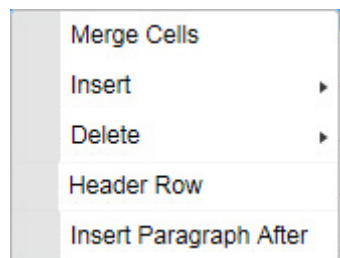 Merge Cells
Insert
Delete
Header Row
Insert Paragraph After